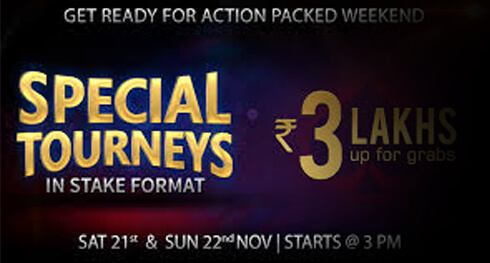 GET READY FOR ACTION PACKED WEEKEND
SPECIAL
TOURNEYS
IN STAKE FORMAT
₹3 LAKHS
up for grabs
SAT 21st & SUN 22nd NOV | STARTS @ 3 PM